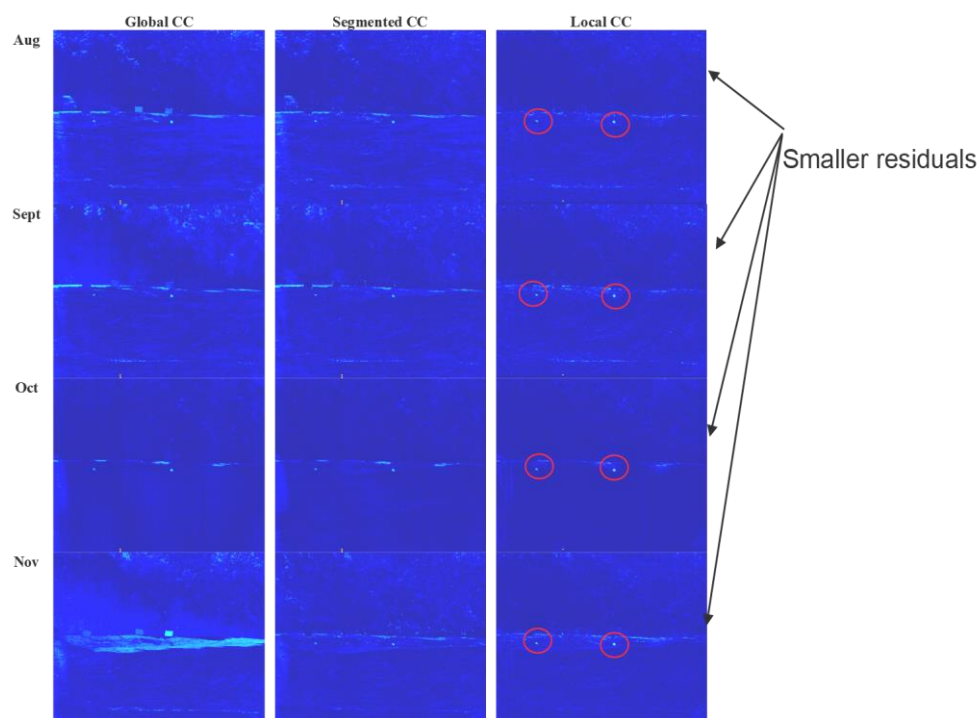 Global CC
Segmented CC
Local CC
Aug
Smaller residuals
Sept
Oct
Nov